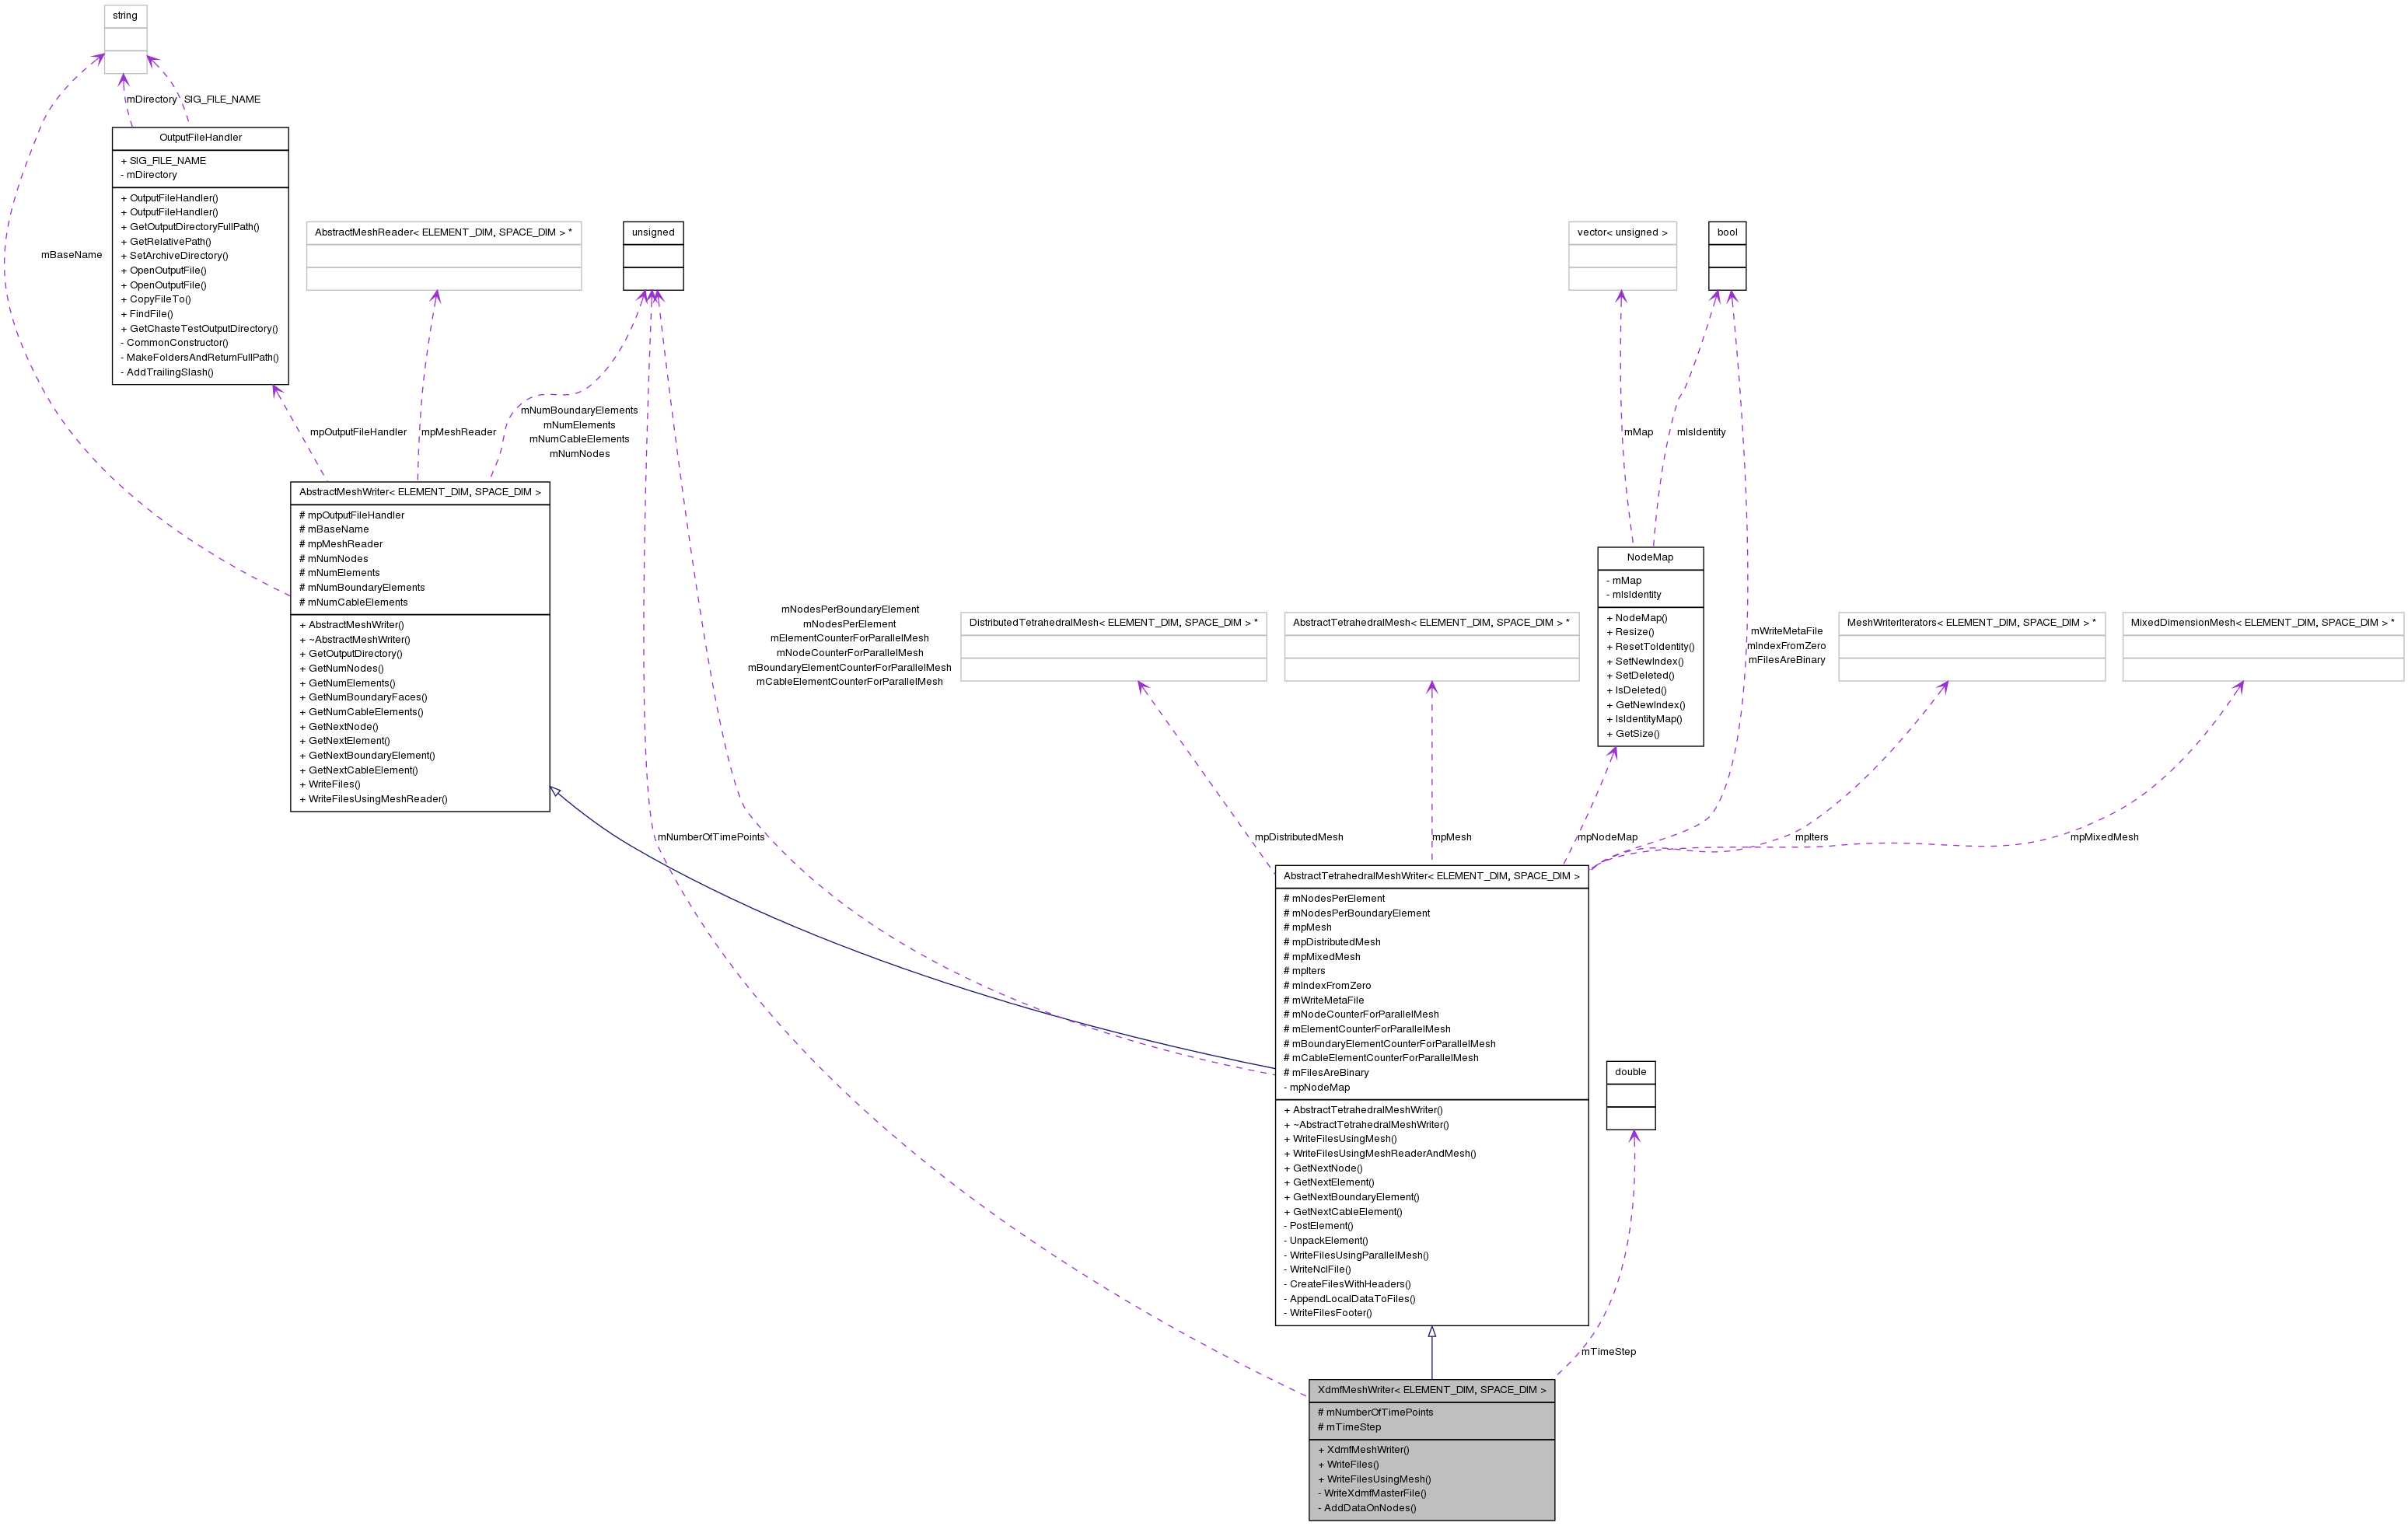 string
mDirectory
SIG_FILE_NAME
OutputFileHandler
+ SIG_FILE_NAME
- mDirectory
+ OutputFileHandler()
+ OutputFileHandler()
+ GetOutputDirectoryFullPath()
+ GetRelativePath()
+ SetArchiveDirectory()
+ OpenOutputFile()
+ OpenOutputFile()
+ CopyFileTo()
+ FindFile()
+ GetChasteTestOutputDirectory()
- CommonConstructor()
- MakeFoldersAndReturnFullPath()
- AddTrailingSlash()
mBaseName
AbstractMeshReader< ELEMENT_DIM, SPACE_DIM > *
unsigned
vector< unsigned >
bool
mpOutputFileHandler
mpMeshReader
mNumBoundaryElements
mNumElements
mNumCableElements
mNumNodes
mMap
mIsIdentity
AbstractMeshWriter< ELEMENT_DIM, SPACE_DIM >
# mpOutputFileHandler
# mBaseName
# mpMeshReader
# mNumNodes
# mNumElements
# mNumBoundaryElements
# mNumCableElements
+ AbstractMeshWriter()
+ ~AbstractMeshWriter()
+ GetOutputDirectory()
+ GetNumNodes()
+ GetNumElements()
+ GetNumBoundaryFaces()
+ GetNumCableElements()
+ GetNextNode()
+ GetNextElement()
+ GetNextBoundaryElement()
+ GetNextCableElement()
+ WriteFiles()
+ WriteFilesUsingMeshReader()
mNodesPerBoundaryElement
mNodesPerElement
mElementCounterForParallelMesh
mNodeCounterForParallelMesh
mBoundaryElementCounterForParallelMesh
mCableElementCounterForParallelMesh
DistributedTetrahedralMesh< ELEMENT_DIM, SPACE_DIM > *
AbstractTetrahedralMesh< ELEMENT_DIM, SPACE_DIM > *
NodeMap
- mMap
- mIsIdentity
+ NodeMap()
+ Resize()
+ ResetToIdentity()
+ SetNewIndex()
+ SetDeleted()
+ IsDeleted()
+ GetNewIndex()
+ IsIdentityMap()
+ GetSize()
mWriteMetaFile
mIndexFromZero
mFilesAreBinary
MeshWriterIterators< ELEMENT_DIM, SPACE_DIM > *
MixedDimensionMesh< ELEMENT_DIM, SPACE_DIM > *
mNumberOfTimePoints
mpDistributedMesh
mpMesh
mpNodeMap
mpIters
mpMixedMesh
AbstractTetrahedralMeshWriter< ELEMENT_DIM, SPACE_DIM >
# mNodesPerElement
# mNodesPerBoundaryElement
# mpMesh
# mpDistributedMesh
# mpMixedMesh
# mpIters
# mIndexFromZero
# mWriteMetaFile
# mNodeCounterForParallelMesh
# mElementCounterForParallelMesh
# mBoundaryElementCounterForParallelMesh
# mCableElementCounterForParallelMesh
# mFilesAreBinary
- mpNodeMap
+ AbstractTetrahedralMeshWriter()
+ ~AbstractTetrahedralMeshWriter()
+ WriteFilesUsingMesh()
+ WriteFilesUsingMeshReaderAndMesh()
+ GetNextNode()
+ GetNextElement()
+ GetNextBoundaryElement()
+ GetNextCableElement()
- PostElement()
- UnpackElement()
- WriteFilesUsingParallelMesh()
- WriteNclFile()
- CreateFilesWithHeaders()
- AppendLocalDataToFiles()
- WriteFilesFooter()
double
mTimeStep
XdmfMeshWriter< ELEMENT_DIM, SPACE_DIM >
# mNumberOfTimePoints
# mTimeStep
+ XdmfMeshWriter()
+ WriteFiles()
+ WriteFilesUsingMesh()
- WriteXdmfMasterFile()
- AddDataOnNodes()